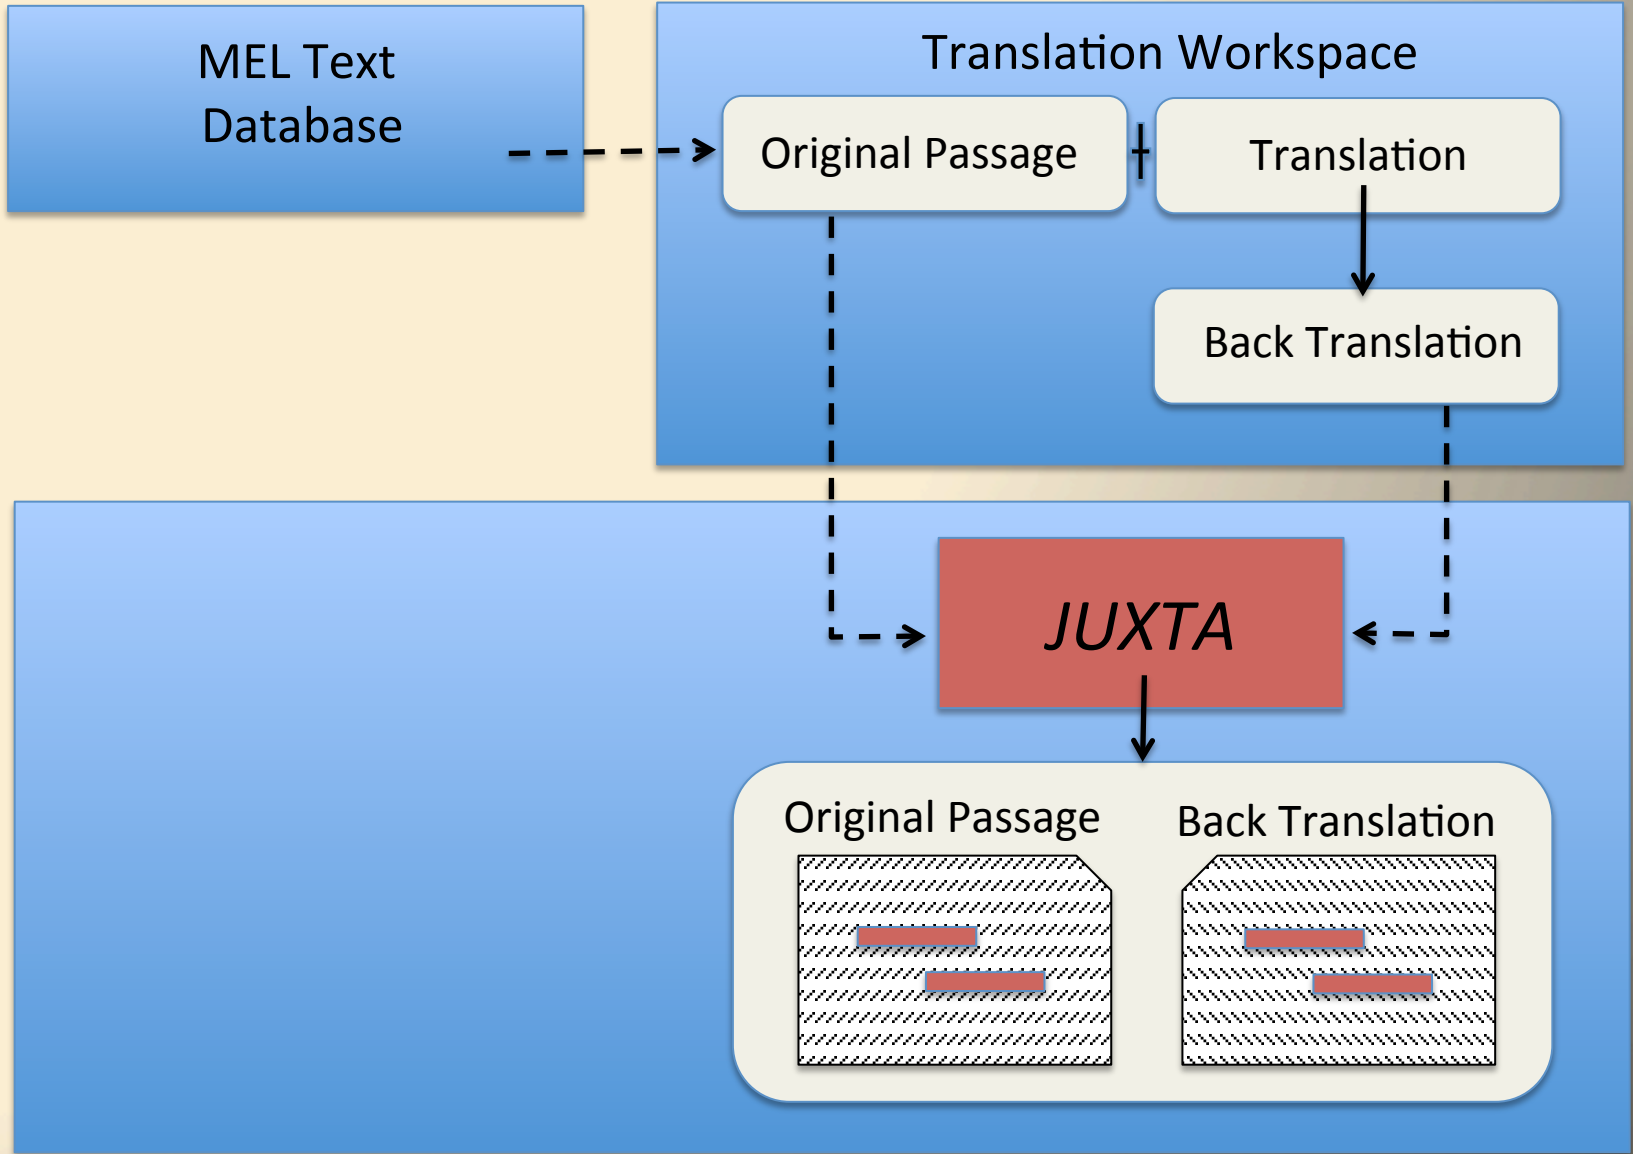 MEL Text
Database
Translation Workspace
Original Passage
Translation
Back Translation
JUXTA
Original Passage
Back Translation